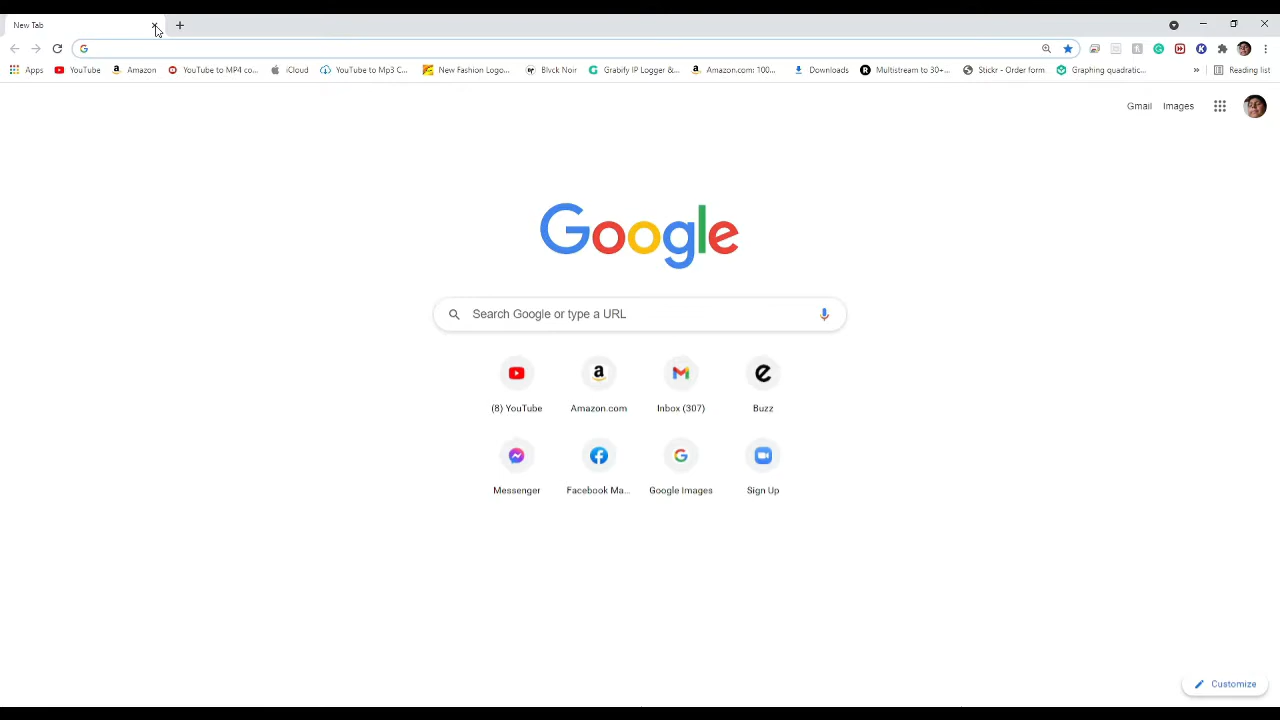 New Tab
Apps YouTube Amazon YouTube to MP4 co... iCloud YouTube to Mp3 C... New Fashion Logo... Blvck Noir Grabify IP Logger &... Amazon.com: 100... Downloads Multistream to 30+... Stickr - Order form Graphing quadratic... » Reading list
Gmail Images
Google
Search Google or type a URL
(8) YouTube Amazon.com Inbox (307) Buzz
Messenger Facebook Ma... Google Images Sign Up
Customize